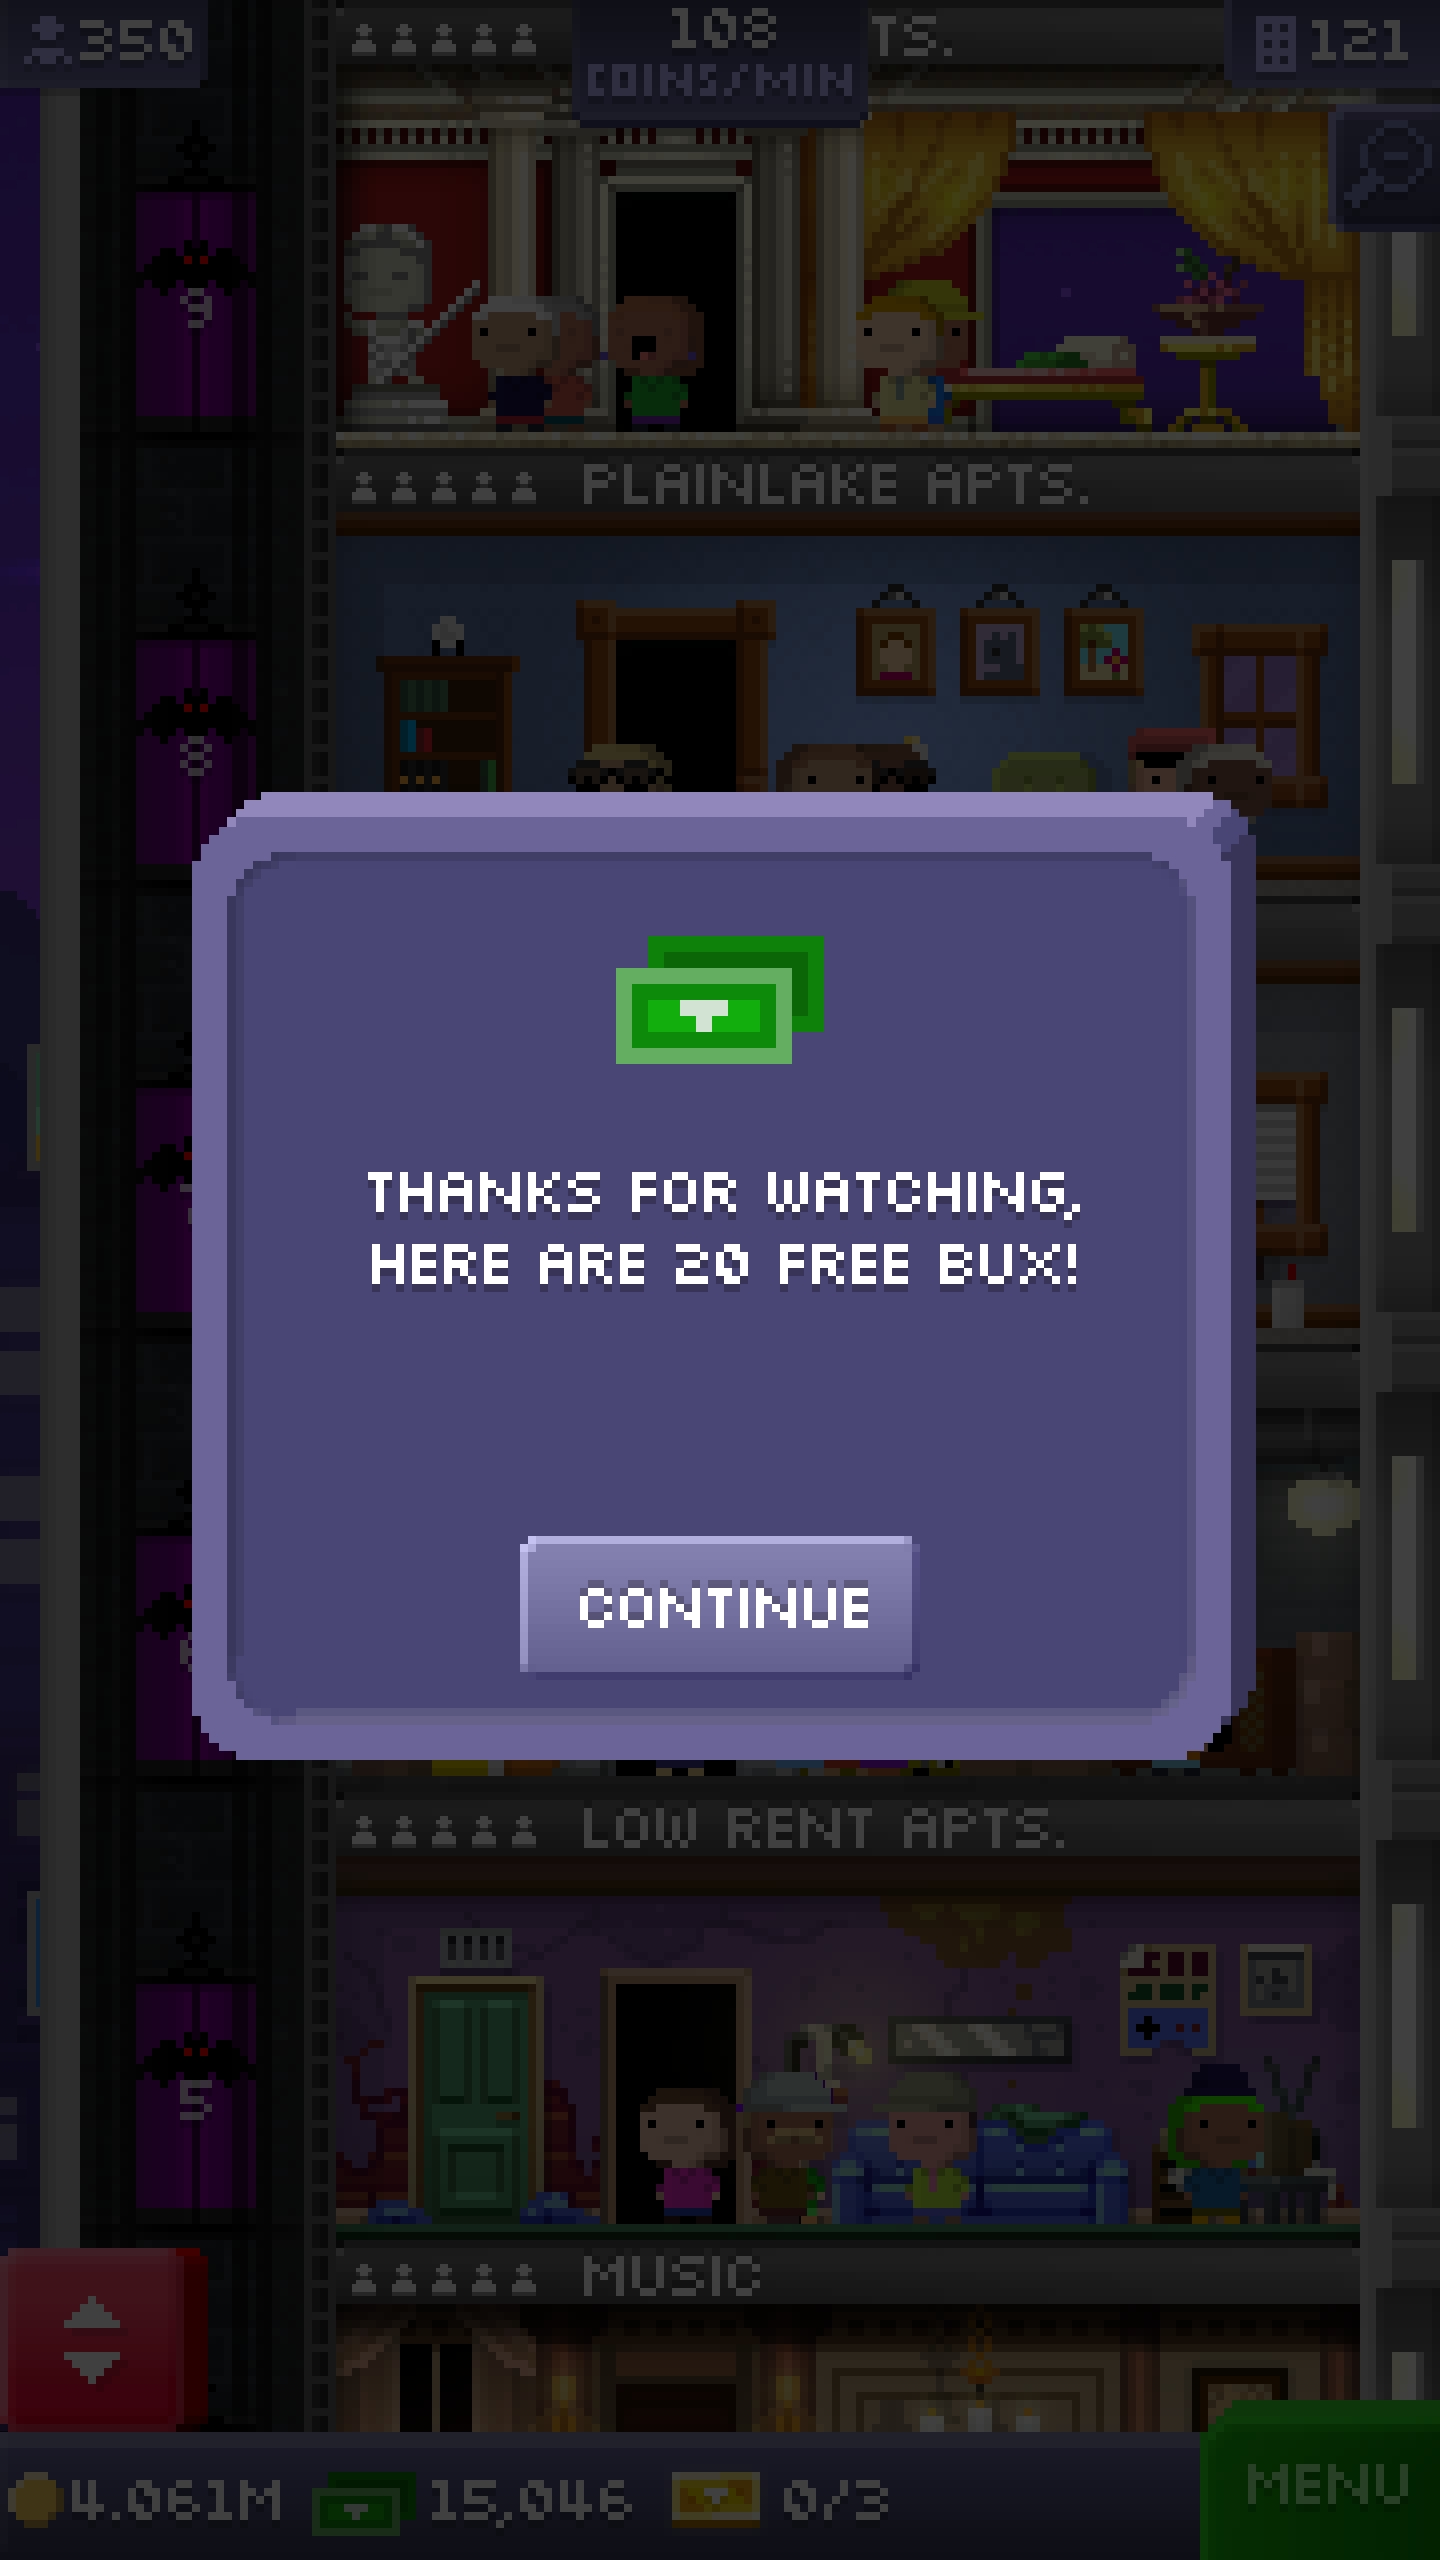 350
108
COINS/MIN
TS.
121
9
PLAINLAKE APTS.
8
THANKS FOR WATCHING,
HERE ARE 20 FREE BUX!
CONTINUE
LOW RENT APTS.
5
MUSIC
4.061M
15,046
0/3
MENU